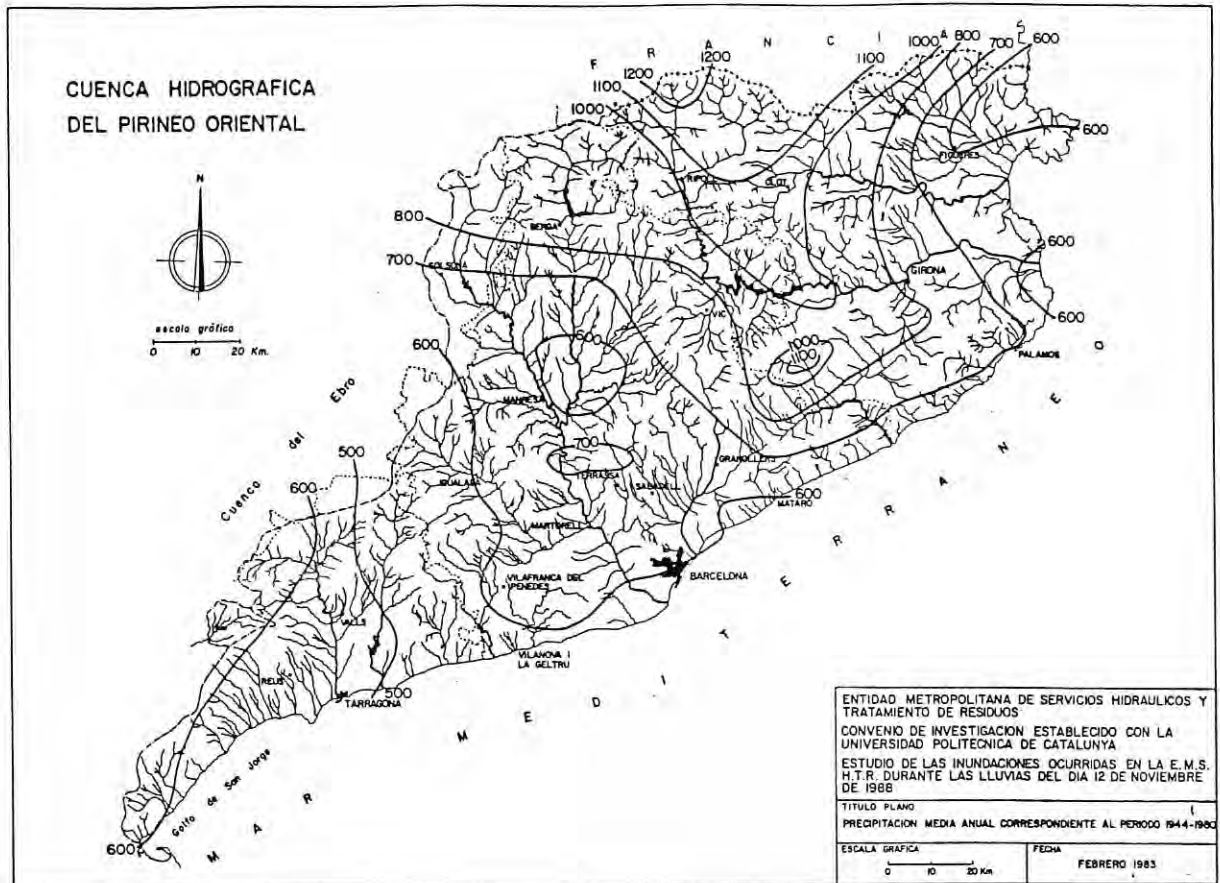 CUENCA HIDROGRAFICA
DEL PIRINEO ORIENTAL
N
escala gráfica
0 10 20 Km.
F R A N C I A
1200
1200
1100
1000
1100
1000
800
700
600
600
FIGUERES
RIPOLL
OLOT
800
BERGA
700
SOLSONA
600
GIRONA
VIC
600
PALAMOS
1000
1100
600
600
MANRESA
700
GRANOLLERS
TERRASSA
SABADELL
IGUALADA
500
600
Cuenca del Ebro
600
MATARO
MARTORELL
BARCELONA
VILAFRANCA DEL
PENEDES
VALLS
VILANOVA I
LA GELTRU
REUS
500
TARRAGONA
Golfo de San Jorge
600
MAR MEDITERRANEO
ENTIDAD METROPOLITANA DE SERVICIOS HIDRAULICOS Y
TRATAMIENTO DE RESIDUOS
CONVENIO DE INVESTIGACION ESTABLECIDO CON LA
UNIVERSIDAD POLITECNICA DE CATALUNYA
ESTUDIO DE LAS INUNDACIONES OCURRIDAS EN LA E.M.S.
H.T.R. DURANTE LAS LLUVIAS DEL DIA 12 DE NOVIEMBRE
DE 1988
TITULO PLANO
PRECIPITACION MEDIA ANUAL CORRESPONDIENTE AL PERIODO 1944-1980
ESCALA GRAFICA
0 10 20 Km
FECHA
FEBRERO 1983